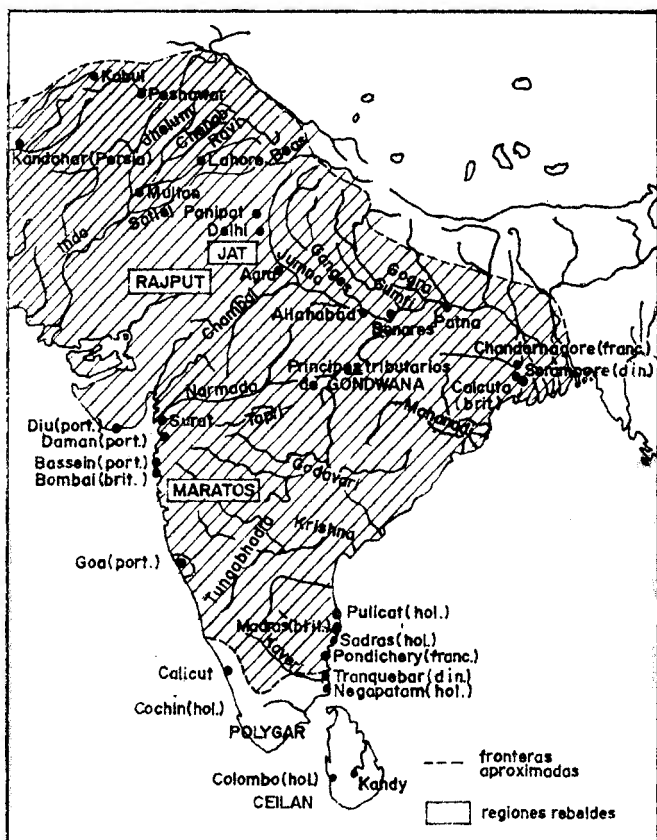 Kabul
Peshawar
Jhelum
Chenab
Ravi
Kandahar (Persia)
Lahore
Beas
Multan
Satlej
Panipat
Indo
Delhi
JAT
RAJPUT
Agra
Jumna
Ganges
Gogra
Gumti
Chambal
Allahabad
Benares
Patna
Chandarnagore (franc.)
Serampore (din.)
Calcuta
(brit.)
Principes tributarios
de GONDWANA
Narmada
Tapi
Mahanadi
Diu (port.)
Surat
Daman (port.)
Bassein (port.)
Bombai (brit.)
MARATOS
Godavari
Krishna
Goa (port.)
Tungabhadra
Pulicat (hol.)
Madras (brit.)
Sadras (hol.)
Kaveri
Pondichery (franc.)
Calicut
Tranquebar (din.)
Negapatam (hol.)
Cochin (hol.)
POLYGAR
fronteras
aproximadas
Colombo (hol.)
Kandy
CEILAN
regiones rebeldes